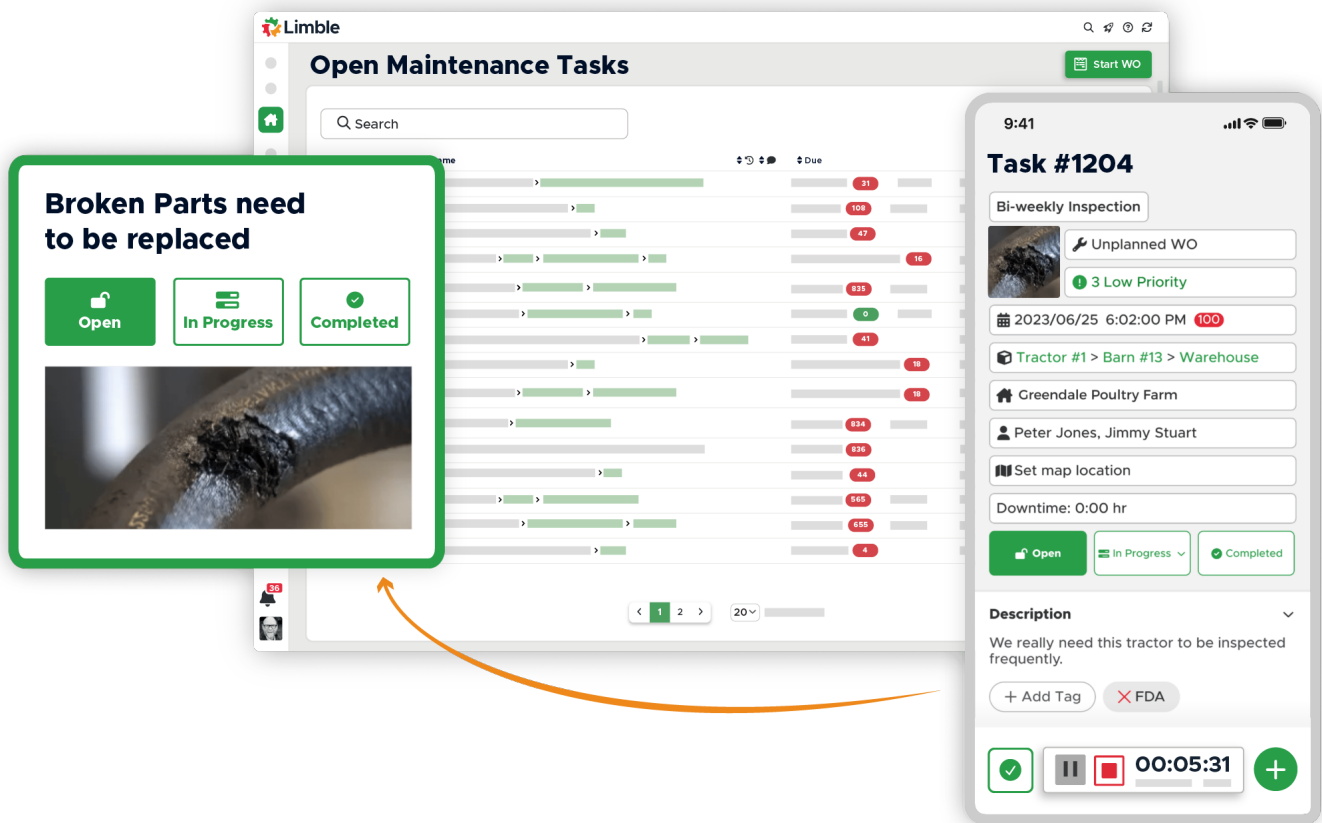 Limble
Open Maintenance Tasks
Start WO
Search
Due
31
108
47
16
835
0
41
18
18
834
836
44
565
655
4
36
1 2
20
Broken Parts need
to be replaced
Open
In Progress
Completed
9:41
Task #1204
Bi-weekly Inspection
Unplanned WO
3 Low Priority
2023/06/25 6:02:00 PM 100
Tractor #1 > Barn #13 > Warehouse
Greendale Poultry Farm
Peter Jones, Jimmy Stuart
Set map location
Downtime: 0:00 hr
Open
In Progress
Completed
Description
We really need this tractor to be inspected
frequently.
+ Add Tag
FDA
00:05:31